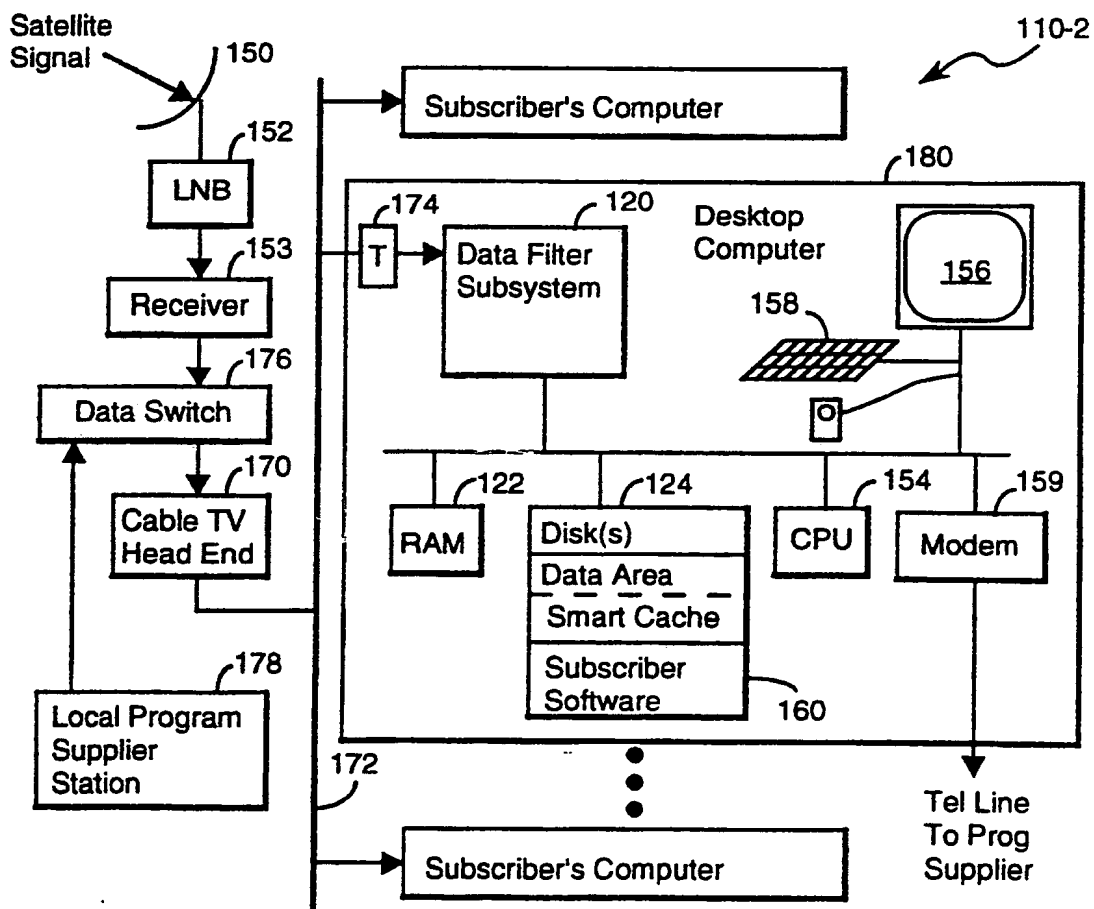 Satellite
Signal
150
110-2
Subscriber's Computer
152
LNB
180
174
T
120
Data Filter
Subsystem
Desktop
Computer
156
153
Receiver
158
176
Data Switch
170
Cable TV
Head End
122
RAM
124
Disk(s)
Data Area
Smart Cache
Subscriber
Software
160
154
CPU
159
Modem
178
Local Program
Supplier
Station
172
Tel Line
To Prog
Supplier
Subscriber's Computer